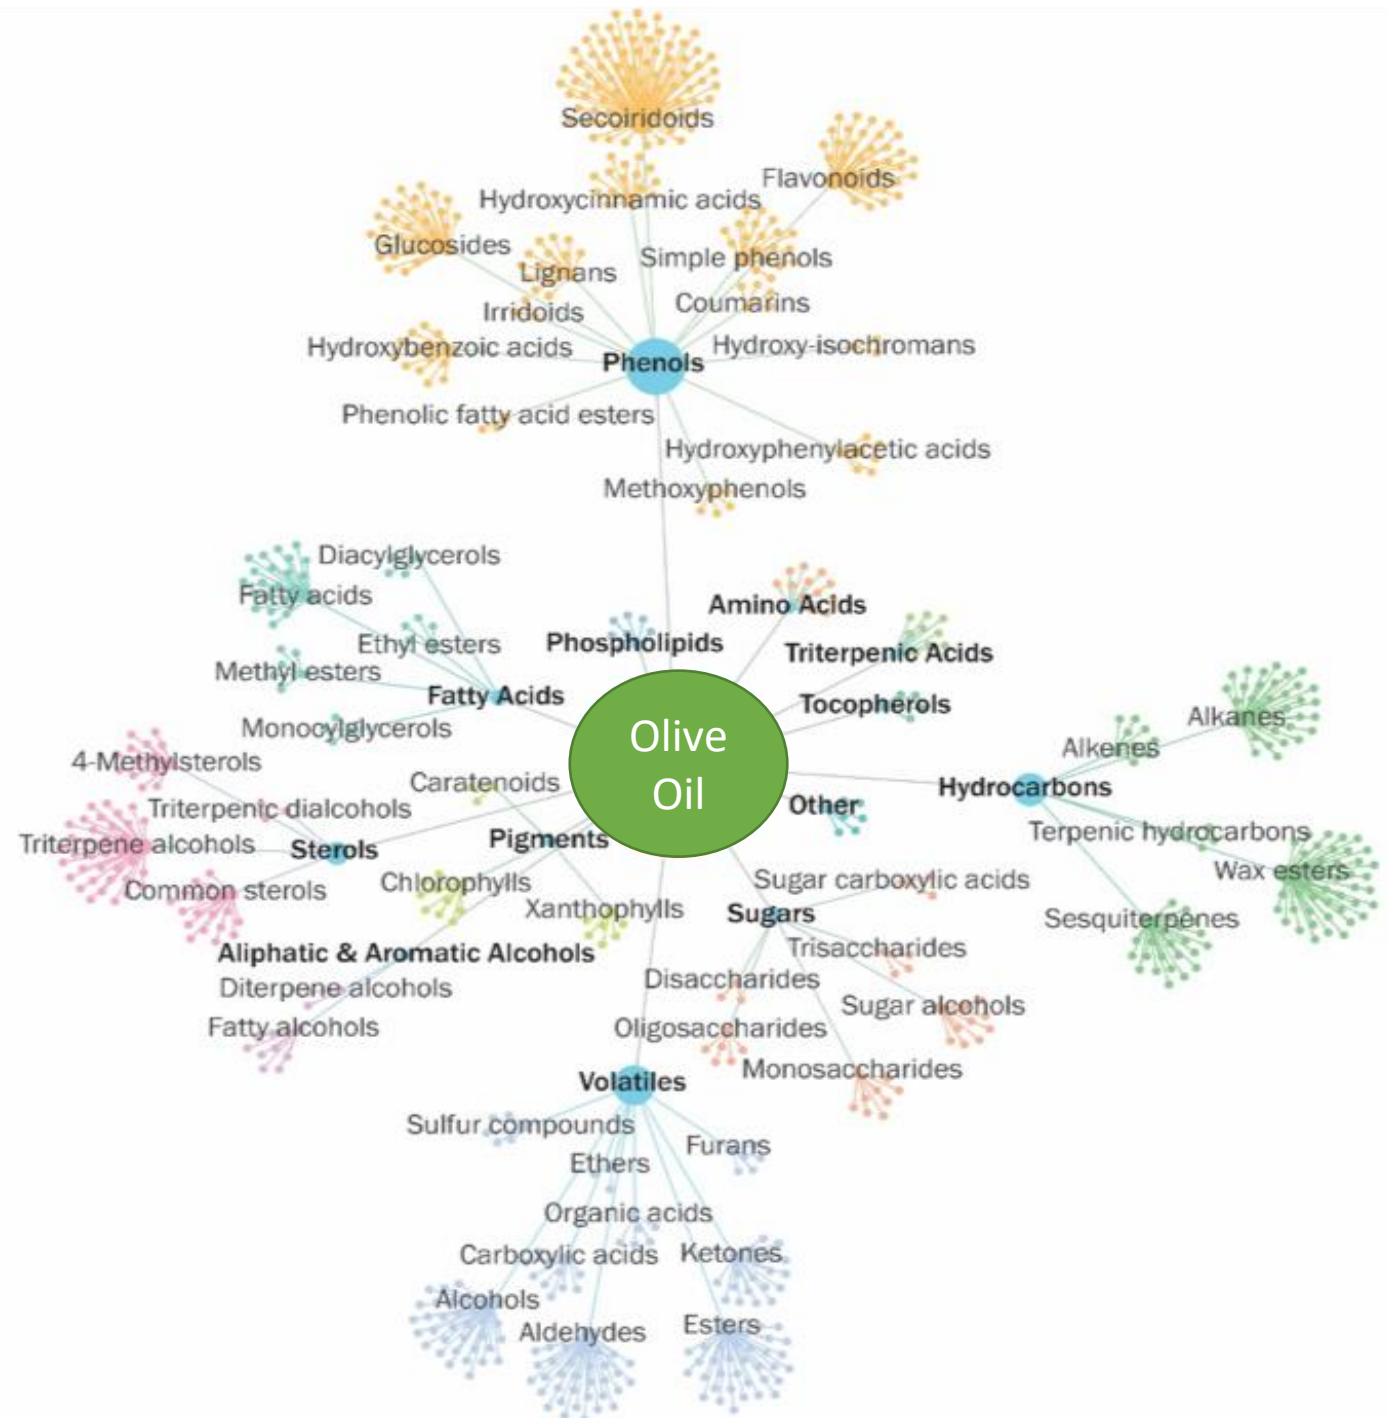 Secoiridoids
Flavonoids
Hydroxycinnamic acids
Glucosides
Simple phenols
Lignans
Coumarins
Irridoids
Hydroxybenzoic acids
Hydroxy-isochromans
Phenols
Phenolic fatty acid esters
Hydroxyphenylacetic acids
Methoxyphenols
Diacylglycerols
Fatty acids
Amino Acids
Ethyl esters
Phospholipids
Triterpenic Acids
Methyl esters
Fatty Acids
Tocopherols
Monocylglycerols
Olive
Oil
Alkanes
Alkenes
4-Methylsterols
Caratenoids
Hydrocarbons
Triterpenic dialcohols
Other
Triterpene alcohols
Sterols
Pigments
Terpenic hydrocarbons
Wax esters
Common sterols
Chlorophylls
Sugar carboxylic acids
Xanthophylls
Sugars
Sesquiterpenes
Aliphatic & Aromatic Alcohols
Trisaccharides
Diterpene alcohols
Disaccharides
Sugar alcohols
Fatty alcohols
Oligosaccharides
Monosaccharides
Volatiles
Sulfur compounds
Furans
Ethers
Organic acids
Carboxylic acids
Ketones
Alcohols
Aldehydes
Esters